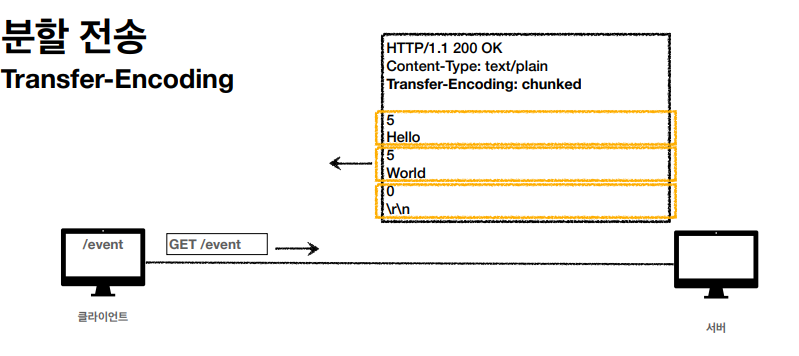 분할 전송
Transfer-Encoding
HTTP/1.1 200 OK
Content-Type: text/plain
Transfer-Encoding: chunked
5
Hello
5
World
0
\r\n
/event
GET /event
클라이언트
서버